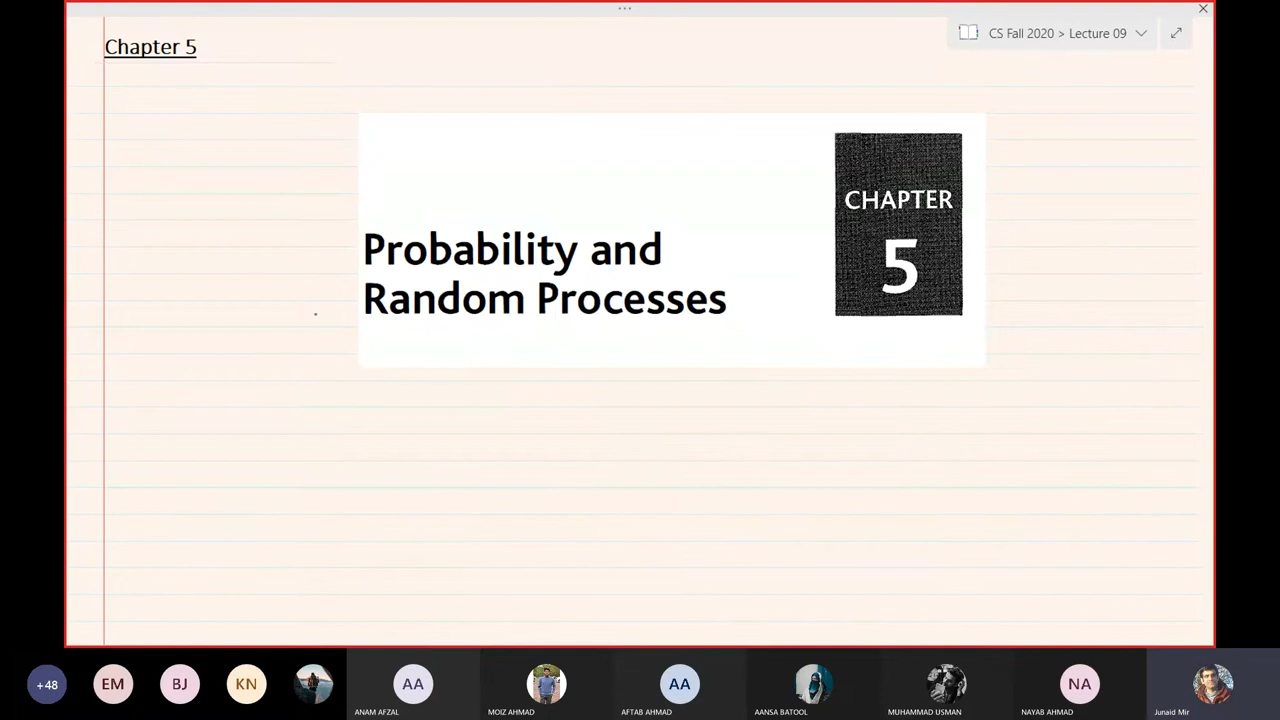 Chapter 5
CS Fall 2020 > Lecture 09
CHAPTER
5
Probability and
Random Processes
+48
EM
BJ
KN
AA
ANAM AFZAL
MOIZ AHMAD
AA
AFTAB AHMAD
AANSA BATOOL
MUHAMMAD USMAN
NA
NAYAB AHMAD
Junaid Mir